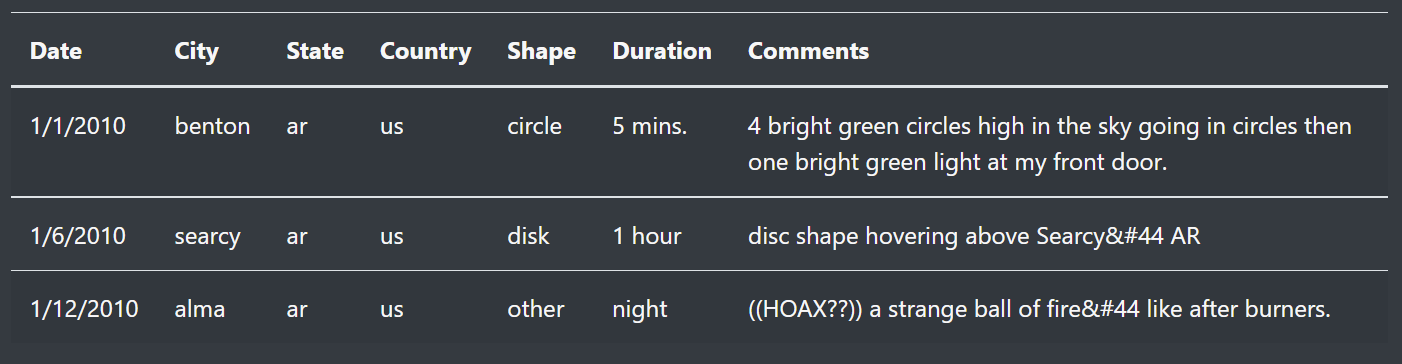 Date City State Country Shape Duration Comments
1/1/2010 benton ar us circle 5 mins. 4 bright green circles high in the sky going in circles then
one bright green light at my front door.
1/6/2010 searcy ar us disk 1 hour disc shape hovering above Searcy&#44 AR
1/12/2010 alma ar us other night ((HOAX??)) a strange ball of fire&#44 like after burners.